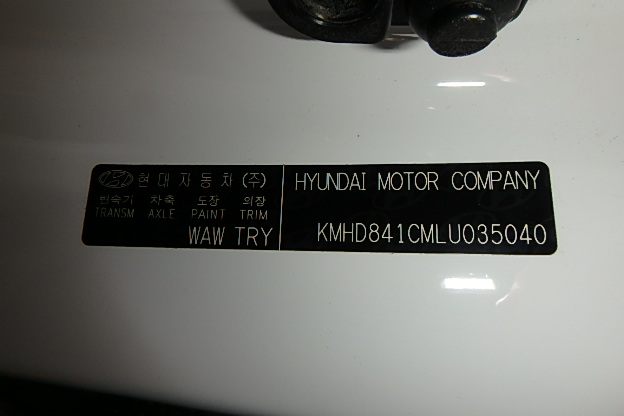 현대자동차(주)
변속기 차축 도장 의장
TRANSM AXLE PAINT TRIM
WAW TRY
HYUNDAI MOTOR COMPANY
KMHD841CMLU035040